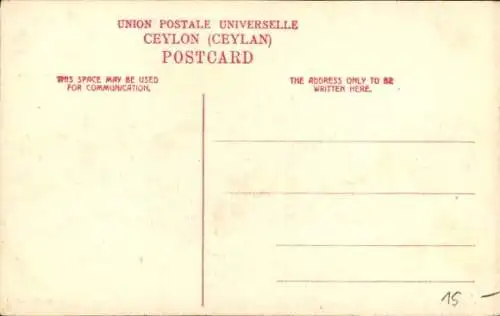 UNION POSTALE UNIVERSELLE
CEYLON (CEYLAN)
POSTCARD
THIS SPACE MAY BE USED
FOR COMMUNICATION.
THE ADDRESS ONLY TO BE
WRITTEN HERE.
15 -